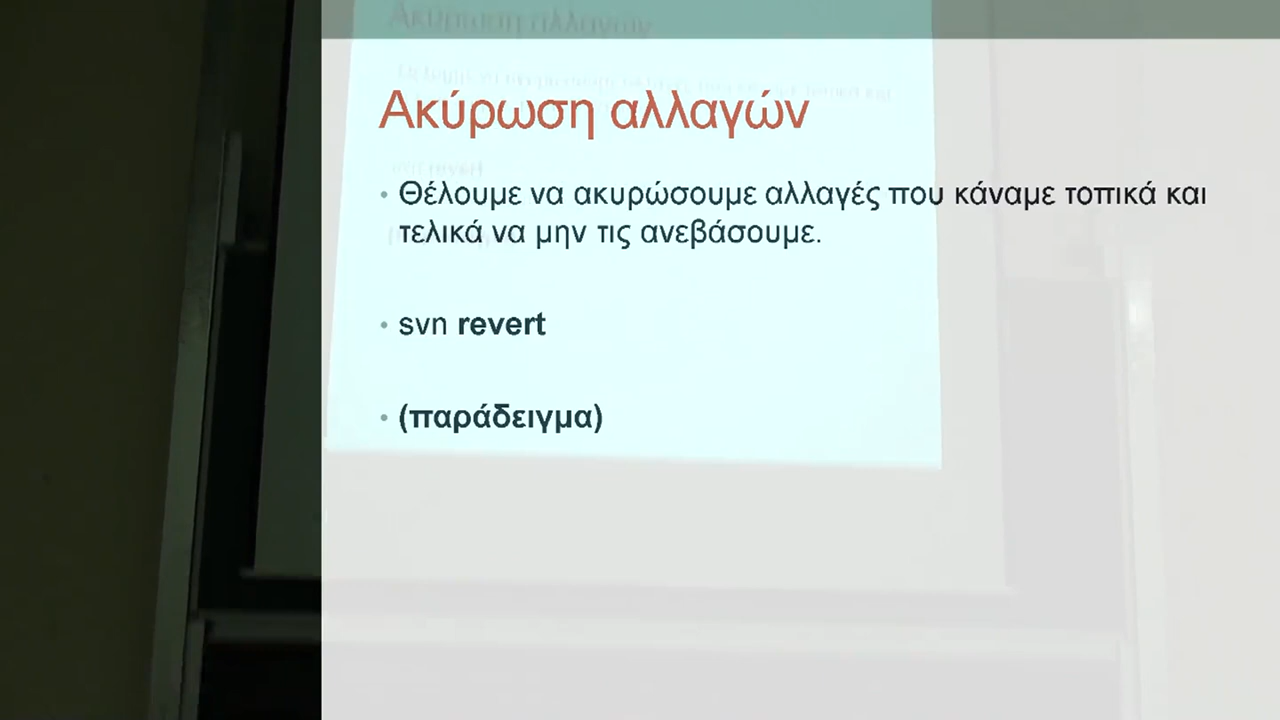 Ακύρωση αλλαγών
• Θέλουμε να ακυρώσουμε αλλαγές που κάναμε τοπικά και
τελικά να μην τις ανεβάσουμε.
• svn revert
• (παράδειγμα)